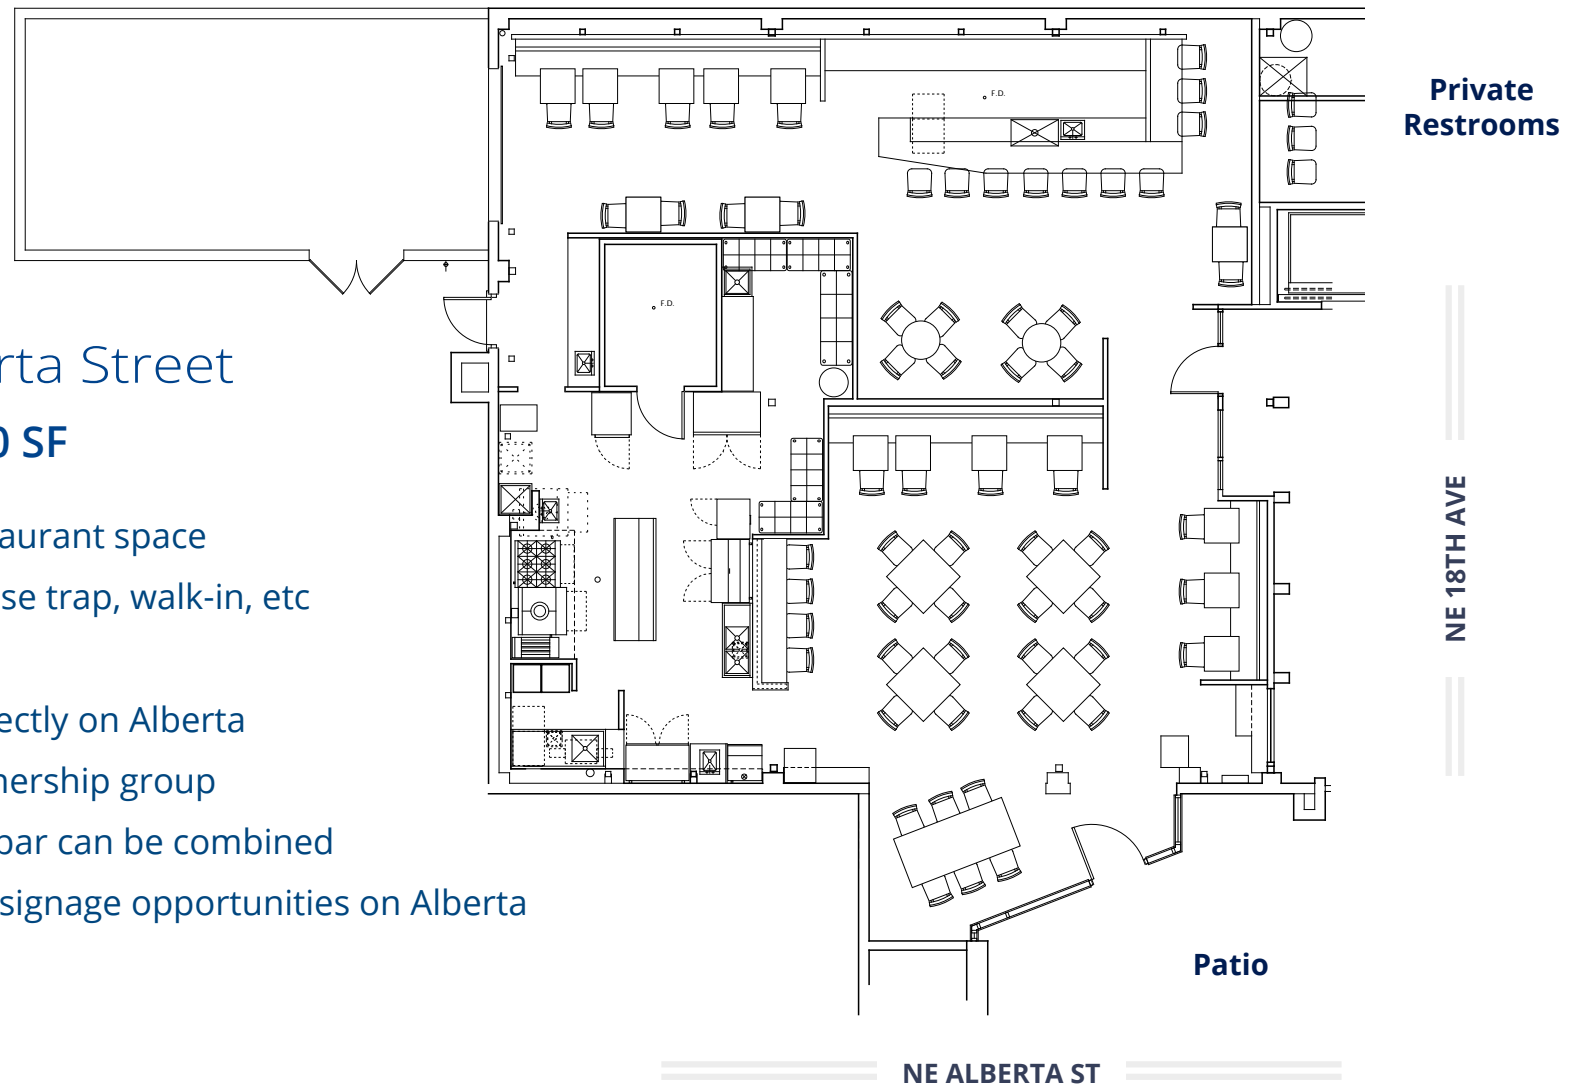 Private
Restrooms
F.D.
F.D.
rta Street
0 SF
aurant space
se trap, walk-in, etc
ectly on Alberta
nership group
bar can be combined
signage opportunities on Alberta
NE 18TH AVE
Patio
NE ALBERTA ST